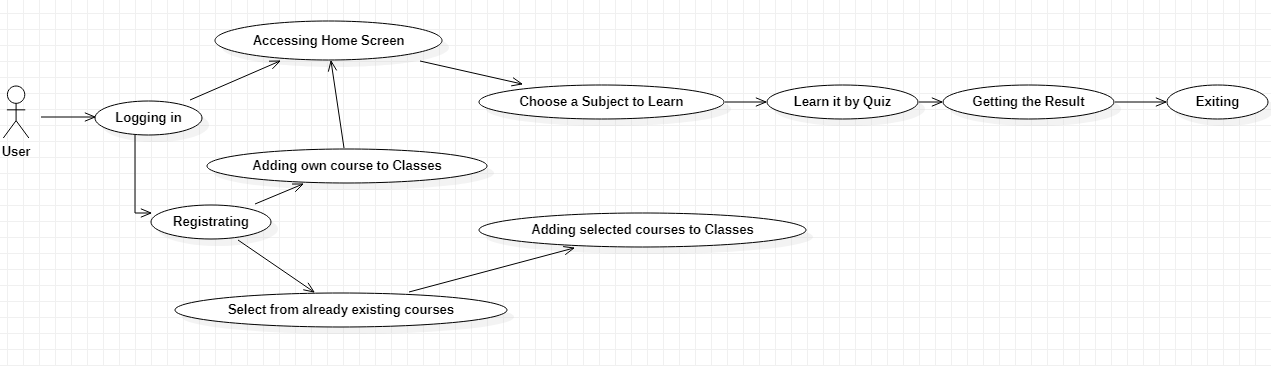 Accessing Home Screen
Choose a Subject to Learn
Learn it by Quiz
Getting the Result
Exiting
Logging in
User
Adding own course to Classes
Registrating
Adding selected courses to Classes
Select from already existing courses